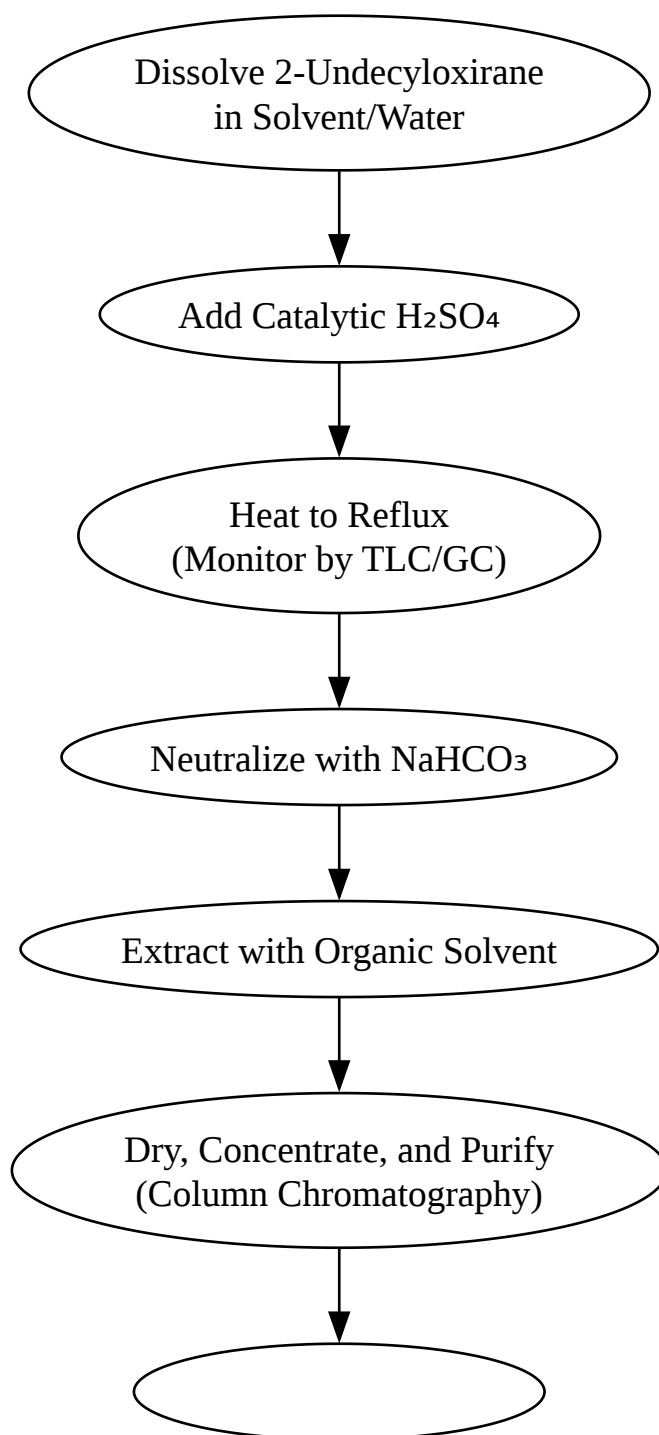 Dissolve 2-Undecyloxirane
in Solvent/Water
Add Catalytic H₂SO₄
Heat to Reflux
(Monitor by TLC/GC)
Neutralize with NaHCO₃
Extract with Organic Solvent
Dry, Concentrate, and Purify
(Column Chromatography)